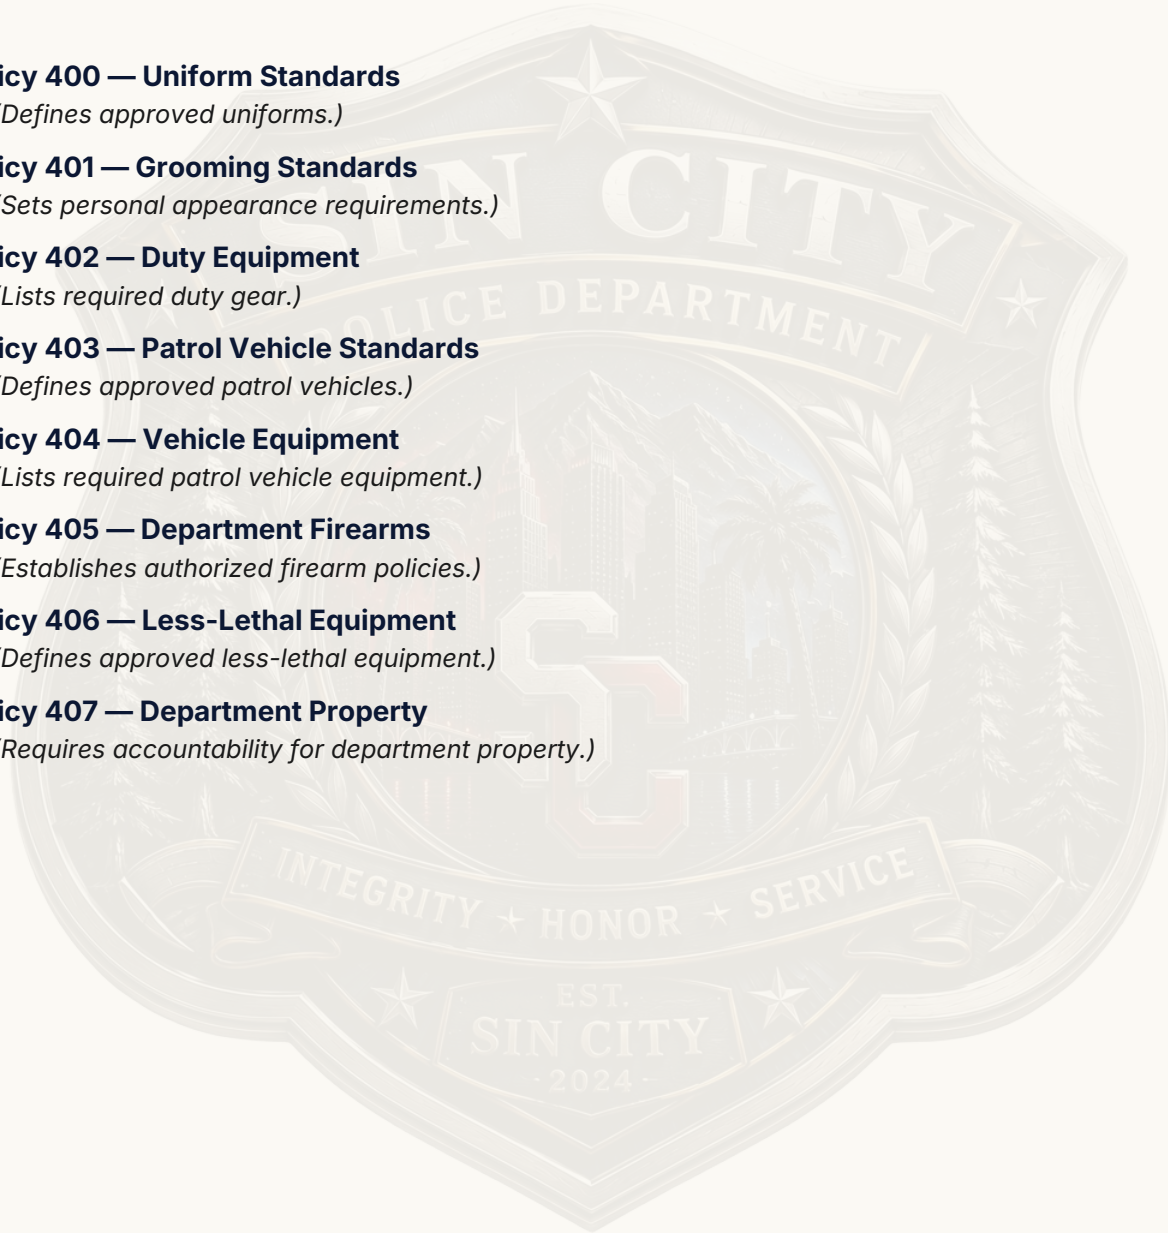 icy 400 — Uniform Standards
(Defines approved uniforms.)
icy 401 — Grooming Standards
(Sets personal appearance requirements.)
icy 402 — Duty Equipment
(Lists required duty gear.)
icy 403 — Patrol Vehicle Standards
(Defines approved patrol vehicles.)
icy 404 — Vehicle Equipment
(Lists required patrol vehicle equipment.)
icy 405 — Department Firearms
(Establishes authorized firearm policies.)
icy 406 — Less-Lethal Equipment
(Defines approved less-lethal equipment.)
icy 407 — Department Property
(Requires accountability for department property.)
SIN CITY
POLICE DEPARTMENT
SC
INTEGRITY ★ HONOR ★ SERVICE
EST.
SIN CITY
- 2024 -